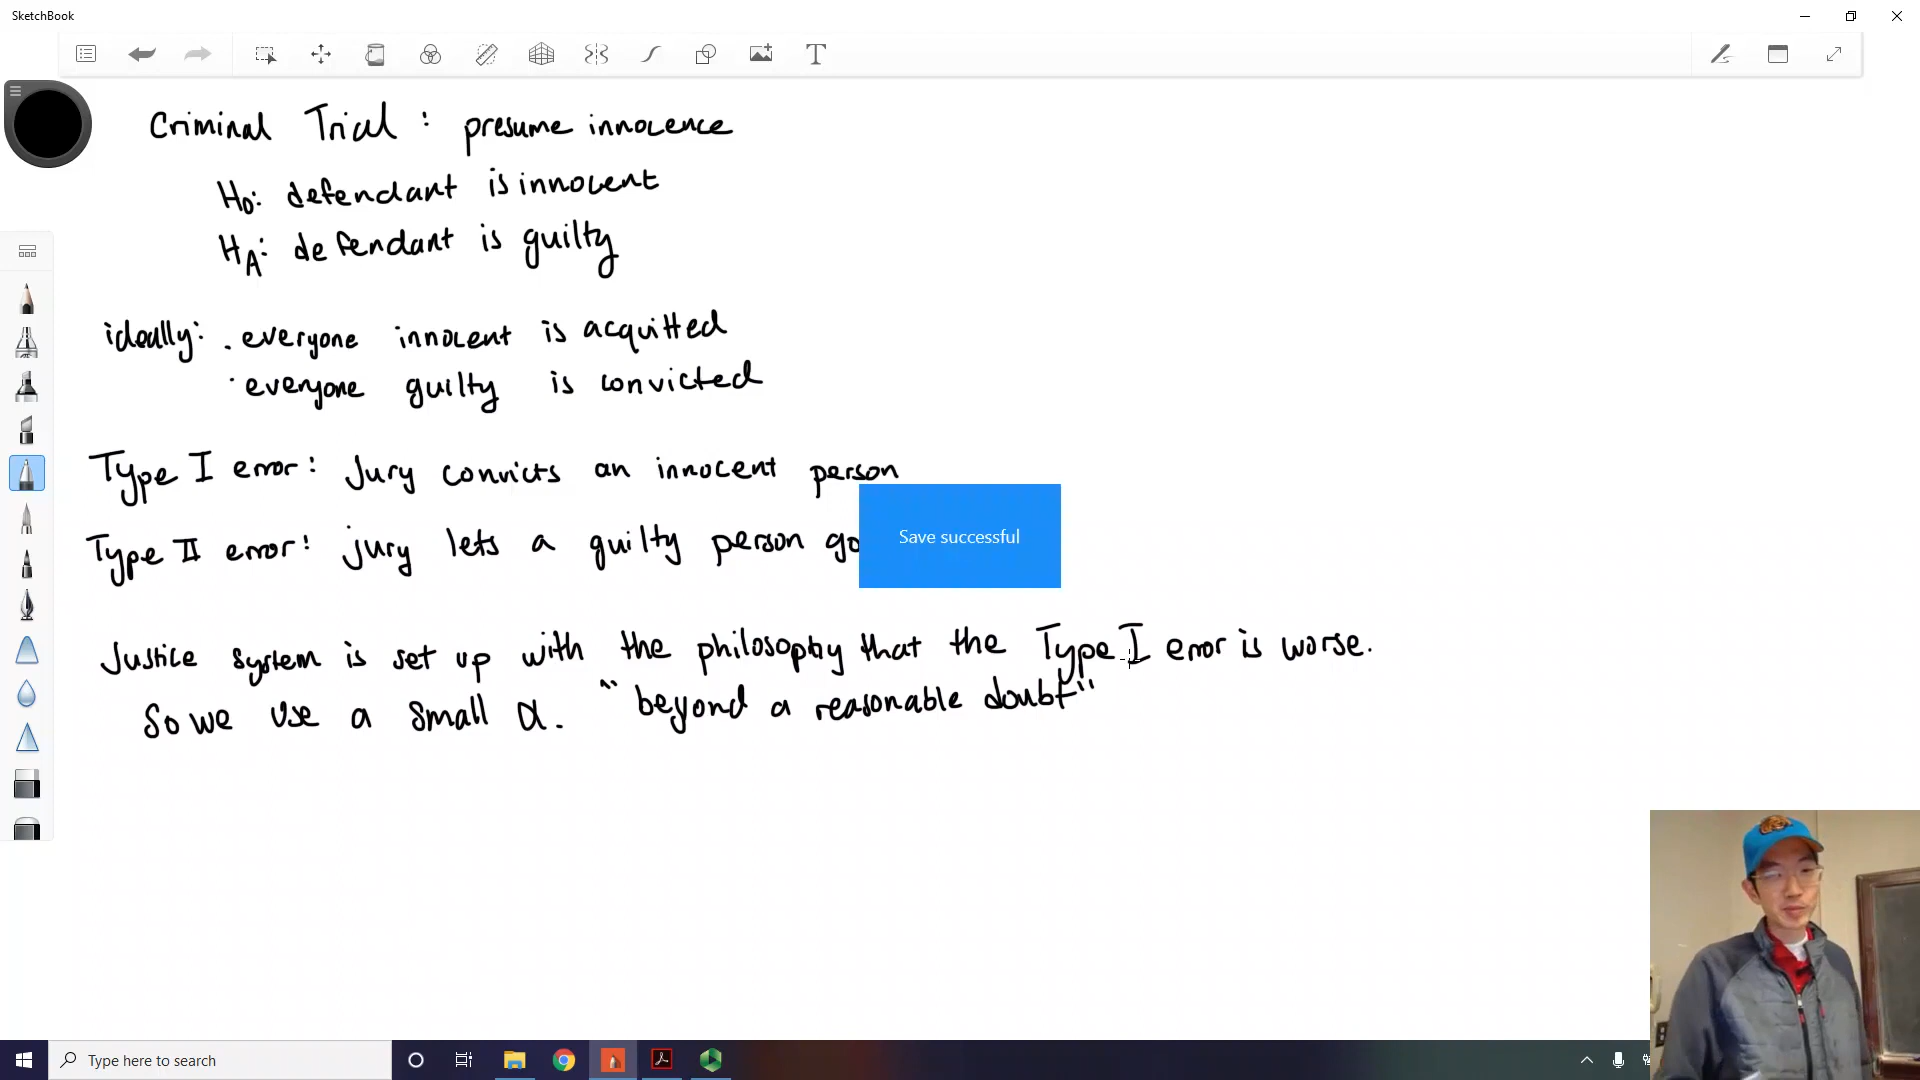 SketchBook
Criminal Trial : presume innocence
H0: defendant is innocent
HA: defendant is guilty
ideally: . everyone innocent is acquitted
· everyone guilty is convicted
Type I error: Jury convicts an innocent person
Type II error: jury lets a guilty person go
Save successful
Justice system is set up with the philosophy that the Type I error is worse.
So we use a small α. "beyond a reasonable doubt"
Type here to search